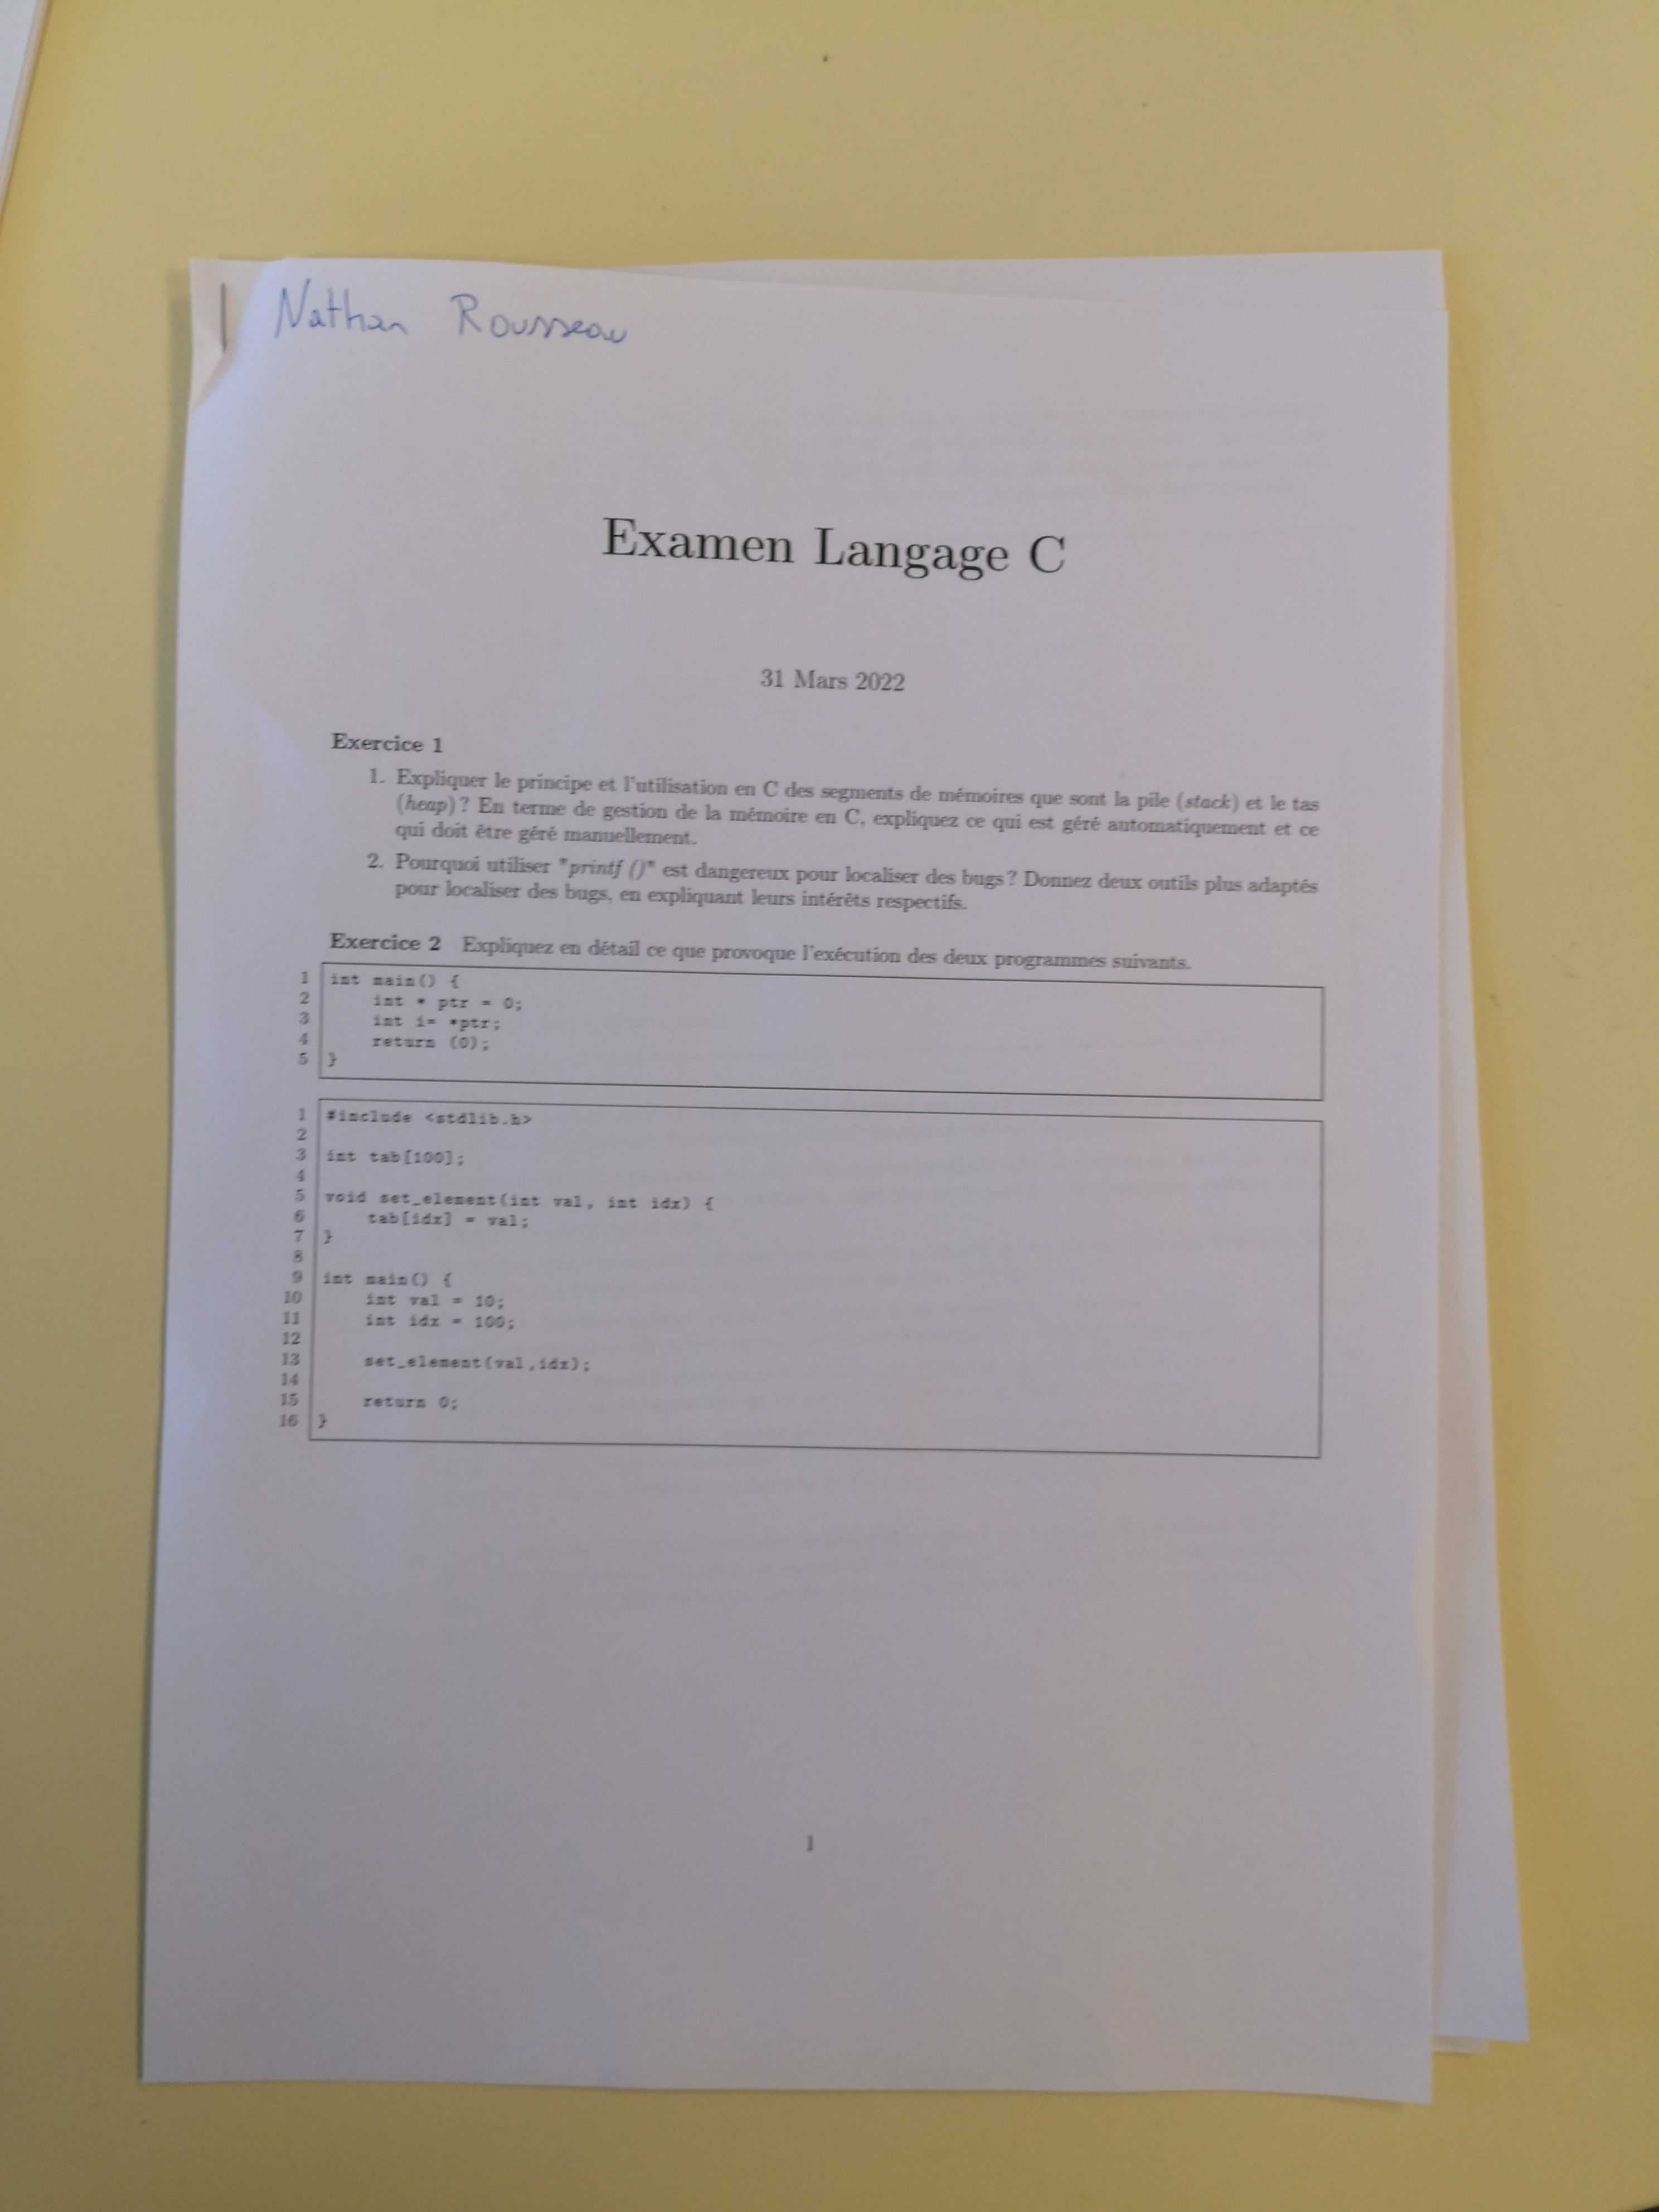 Nathan Rousseau
Examen Langage C
31 Mars 2022
Exercice 1
1. Expliquer le principe et l'utilisation en C des segments de mémoires que sont la pile (stack) et le tas
(heap) ? En terme de gestion de la mémoire en C, expliquez ce qui est géré automatiquement et ce
qui doit être géré manuellement.
2. Pourquoi utiliser "printf ()" est dangereux pour localiser des bugs ? Donnez deux outils plus adaptés
pour localiser des bugs, en expliquant leurs intérêts respectifs.
Exercice 2 Expliquez en détail ce que provoque l'exécution des deux programmes suivants.
1 int main() {
2 int * ptr = 0;
3 int i= *ptr;
4 return (0);
5 }
1 #include <stdlib.h>
2
3 int tab[100];
4
5 void set_element(int val, int idx) {
6 tab[idx] = val;
7 }
8
9 int main() {
10 int val = 10;
11 int idx = 100;
12
13 set_element(val,idx);
14
15 return 0;
16 }
1